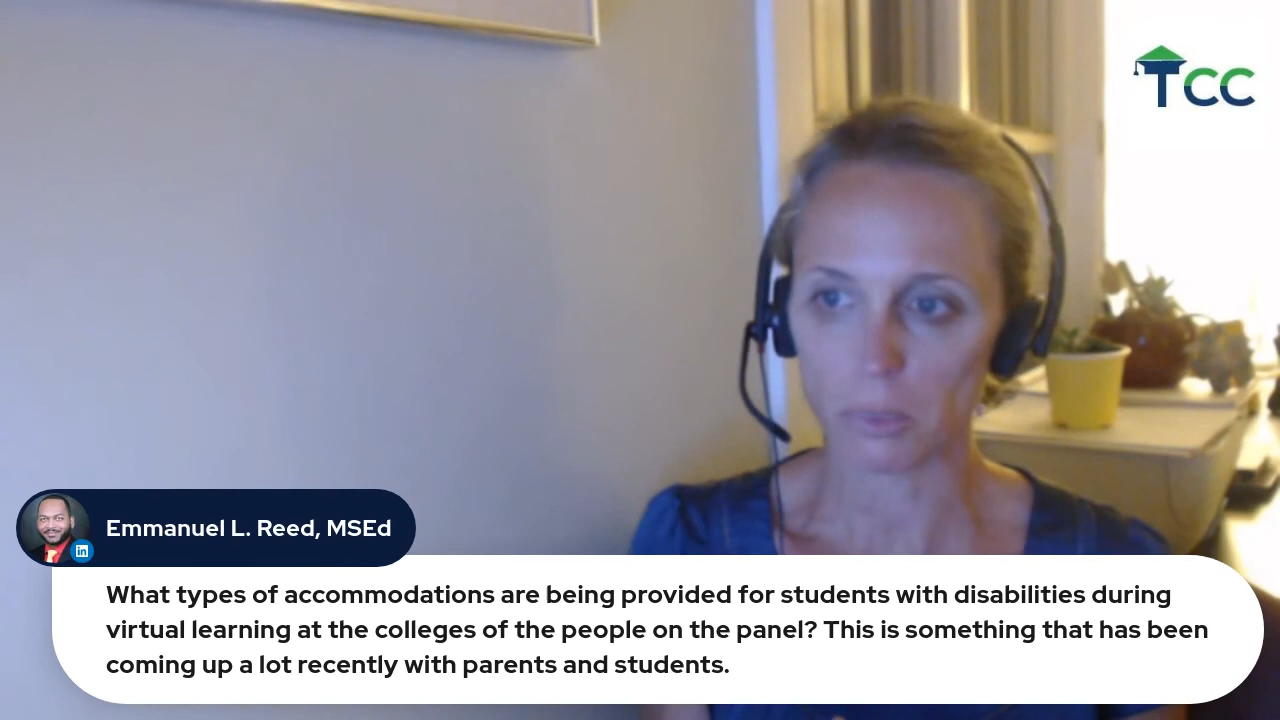 TCC
Emmanuel L. Reed, MSEd
in
What types of accommodations are being provided for students with disabilities during
virtual learning at the colleges of the people on the panel? This is something that has been
coming up a lot recently with parents and students.